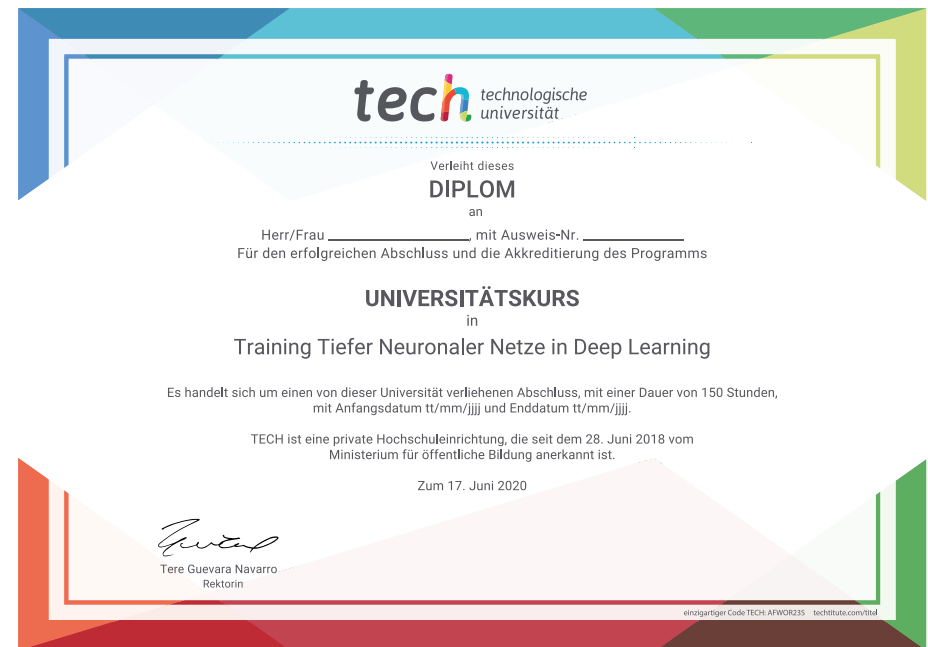 tech technologische
universität
Verleiht dieses
DIPLOM
an
Herr/Frau ____________________, mit Ausweis-Nr. ______________
Für den erfolgreichen Abschluss und die Akkreditierung des Programms
UNIVERSITÄTSKURS
in
Training Tiefer Neuronaler Netze in Deep Learning
Es handelt sich um einen von dieser Universität verliehenen Abschluss, mit einer Dauer von 150 Stunden,
mit Anfangsdatum tt/mm/jjjj und Enddatum tt/mm/jjjj.
TECH ist eine private Hochschuleinrichtung, die seit dem 28. Juni 2018 vom
Ministerium für öffentliche Bildung anerkannt ist.
Zum 17. Juni 2020
Tere Guevara Navarro
Rektorin
einzigartiger Code TECH: AFWOR23S techtitute.com/titel